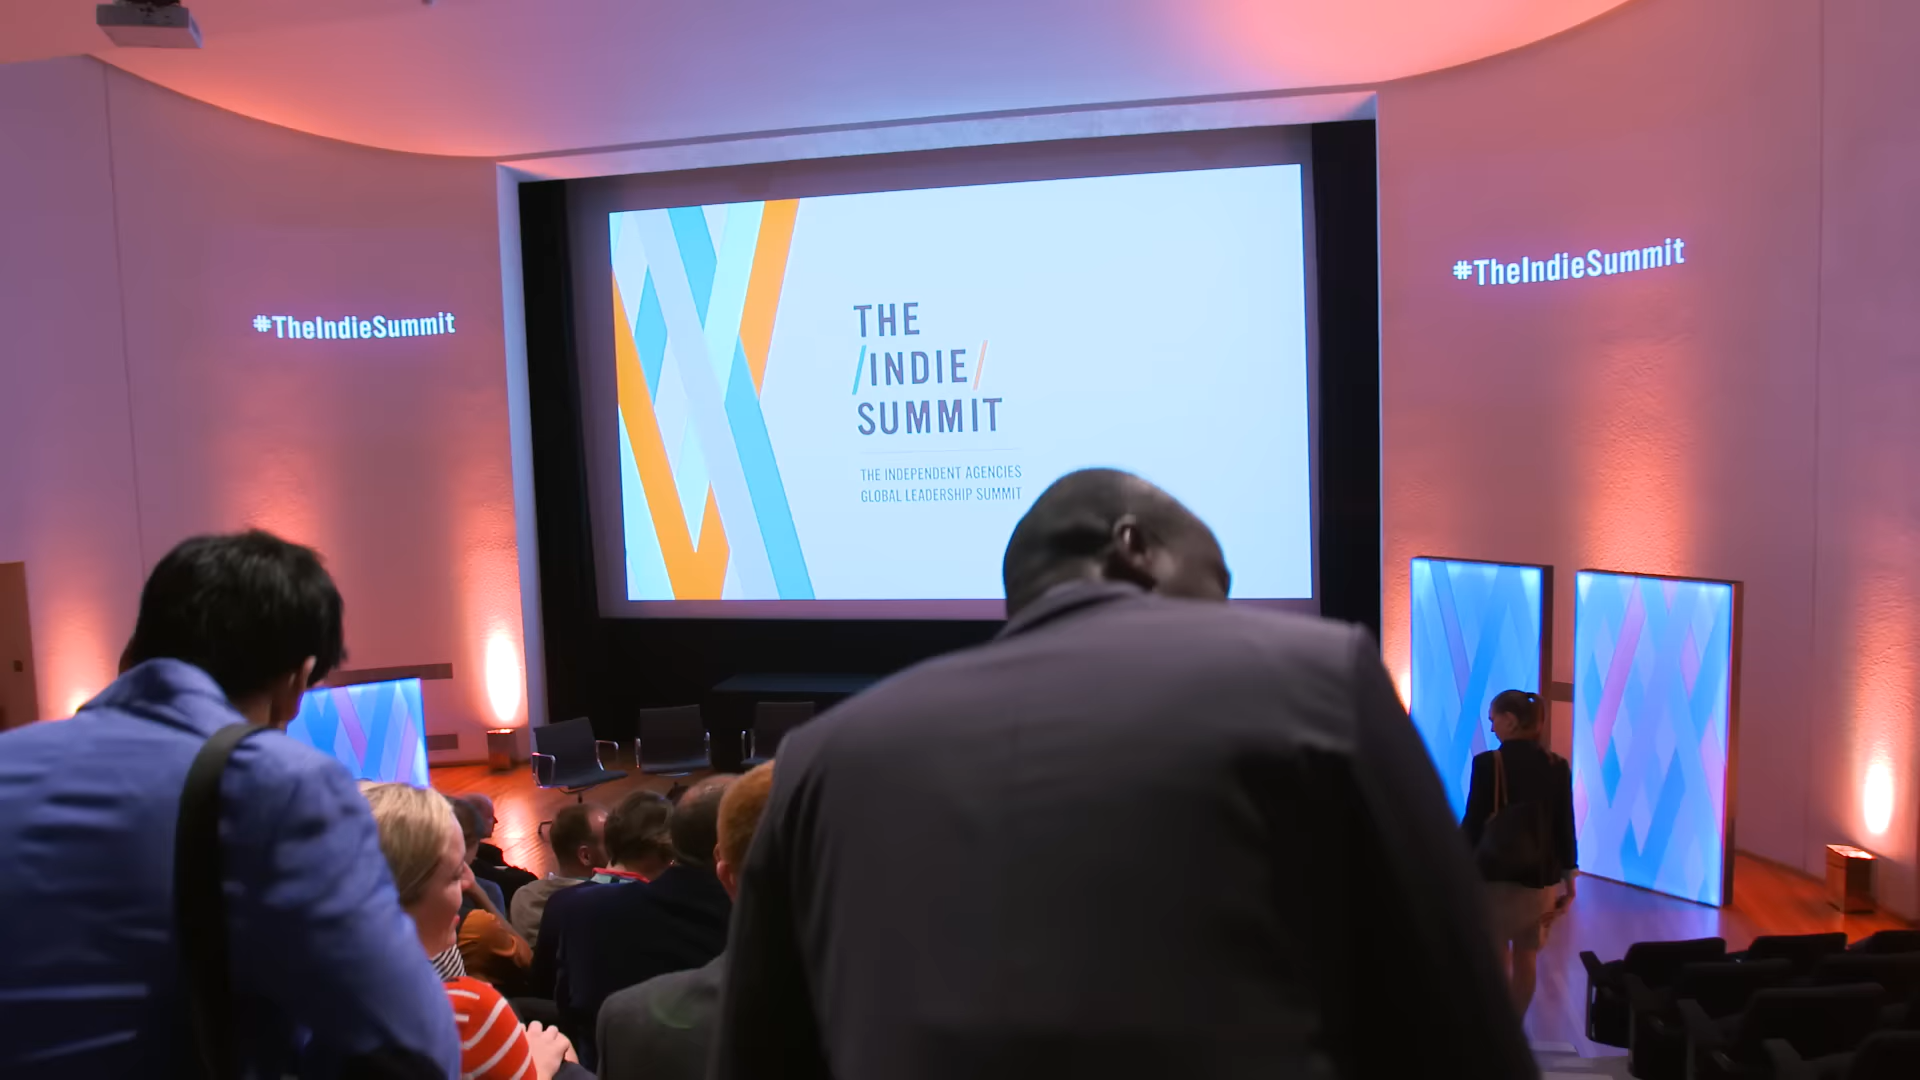 #TheIndieSummit
THE
/INDIE/
SUMMIT
THE INDEPENDENT AGENCIES
GLOBAL LEADERSHIP SUMMIT
#TheIndieSummit